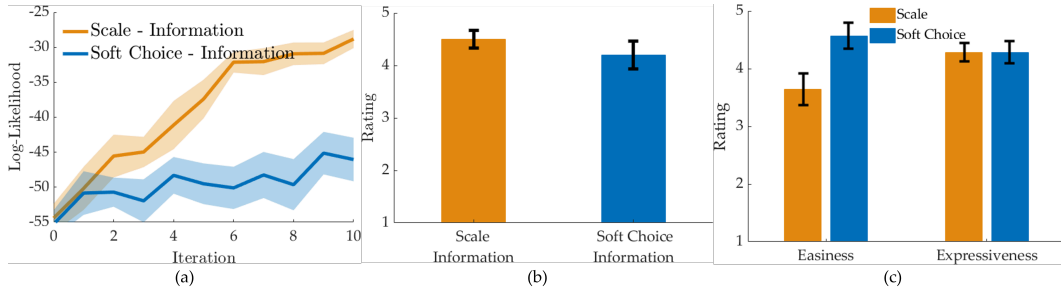 -25
-30
-35
-40
-45
-50
-55
Log-Likelihood
Scale - Information
Soft Choice - Information
0
2
4
6
8
10
Iteration
(a)
5
4
3
2
1
Rating
Scale
Information
Soft Choice
Information
(b)
5
4
3
2
1
Rating
Scale
Soft Choice
Easiness
Expressiveness
(c)